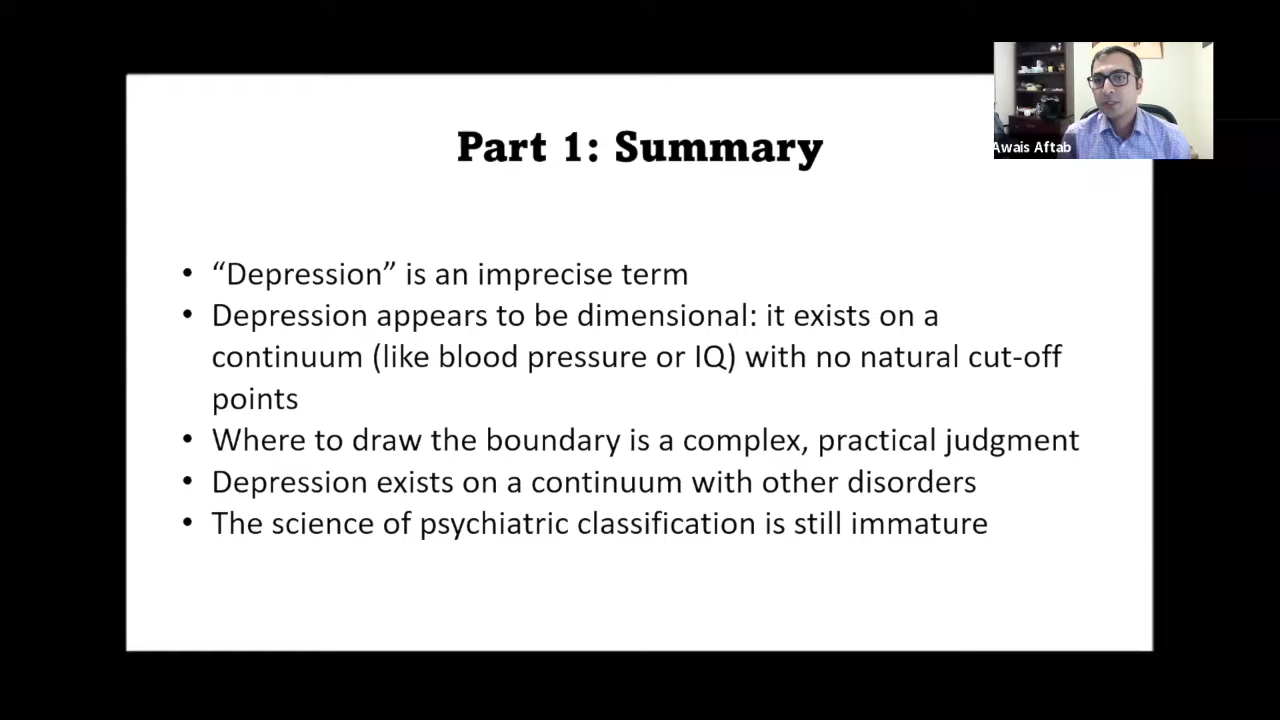 Part 1: Summary
Awais Aftab
• “Depression” is an imprecise term
• Depression appears to be dimensional: it exists on a
continuum (like blood pressure or IQ) with no natural cut-off
points
• Where to draw the boundary is a complex, practical judgment
• Depression exists on a continuum with other disorders
• The science of psychiatric classification is still immature